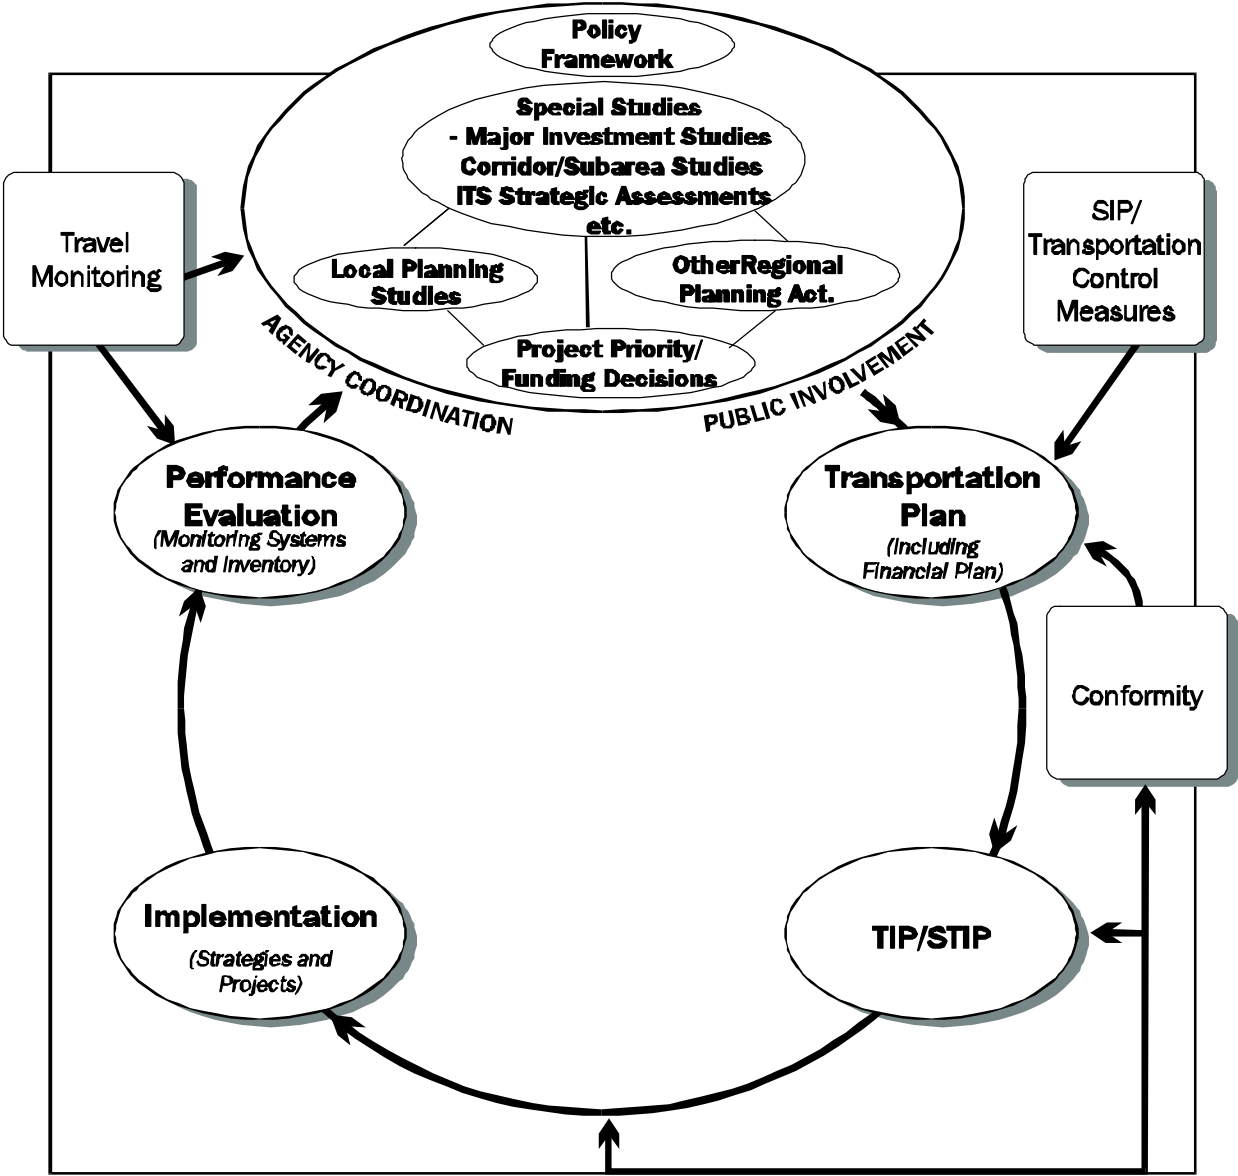 Policy
Framework
Special Studies
- Major Investment Studies
Corridor/Subarea Studies
ITS Strategic Assessments
etc.
Local Planning
Studies
OtherRegional
Planning Act.
Project Priority/
Funding Decisions
AGENCY COORDINATION
PUBLIC INVOLVEMENT
Travel
Monitoring
SIP/
Transportation
Control
Measures
Performance
Evaluation
(Monitoring Systems
and Inventory)
Transportation
Plan
(Including
Financial Plan)
Conformity
Implementation
(Strategies and
Projects)
TIP/STIP